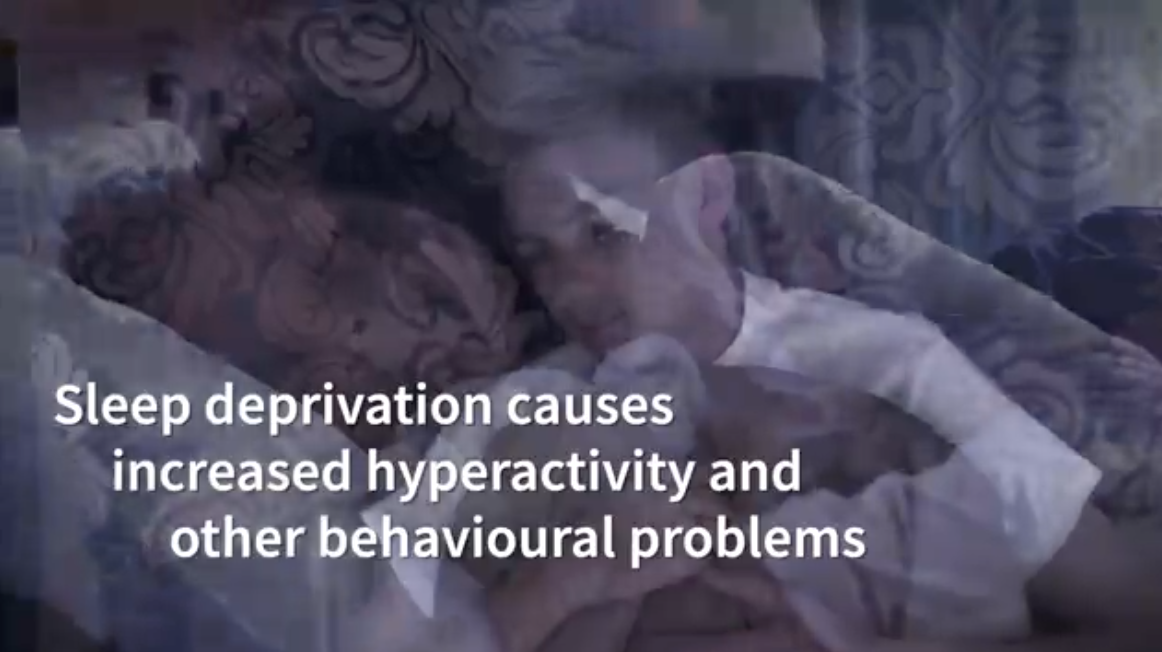 Sleep deprivation causes
increased hyperactivity and
other behavioural problems